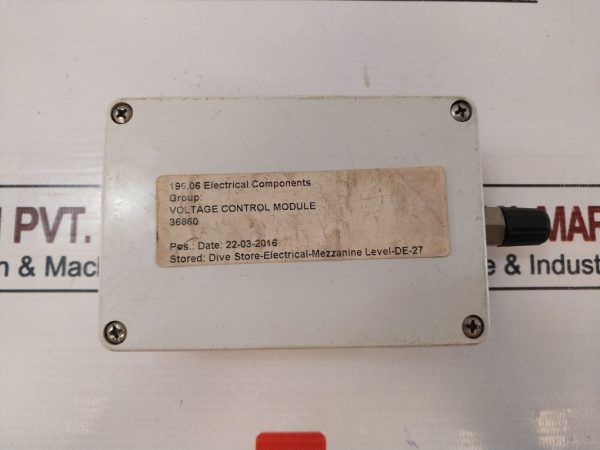 196.06 Electrical Components
Group:
VOLTAGE CONTROL MODULE
36860
Pos.: Date: 22-03-2016
Stored: Dive Store-Electrical-Mezzanine Level-DE-27
PVT.
& Mach
MAR
& Indust